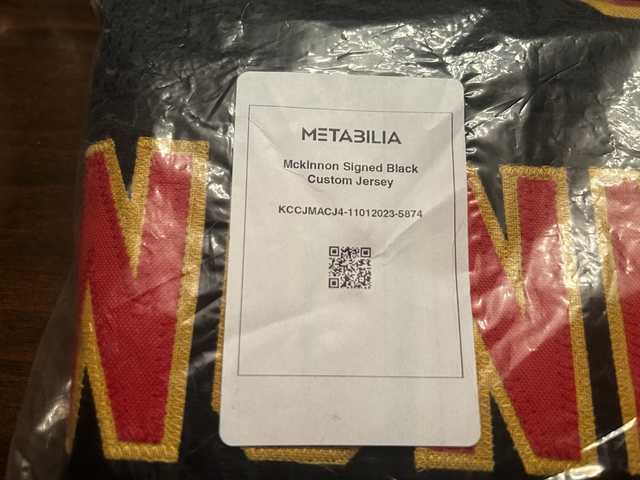 METABILIA
Mckinnon Signed Black
Custom Jersey
KCCJMACJ4-11012023-5874